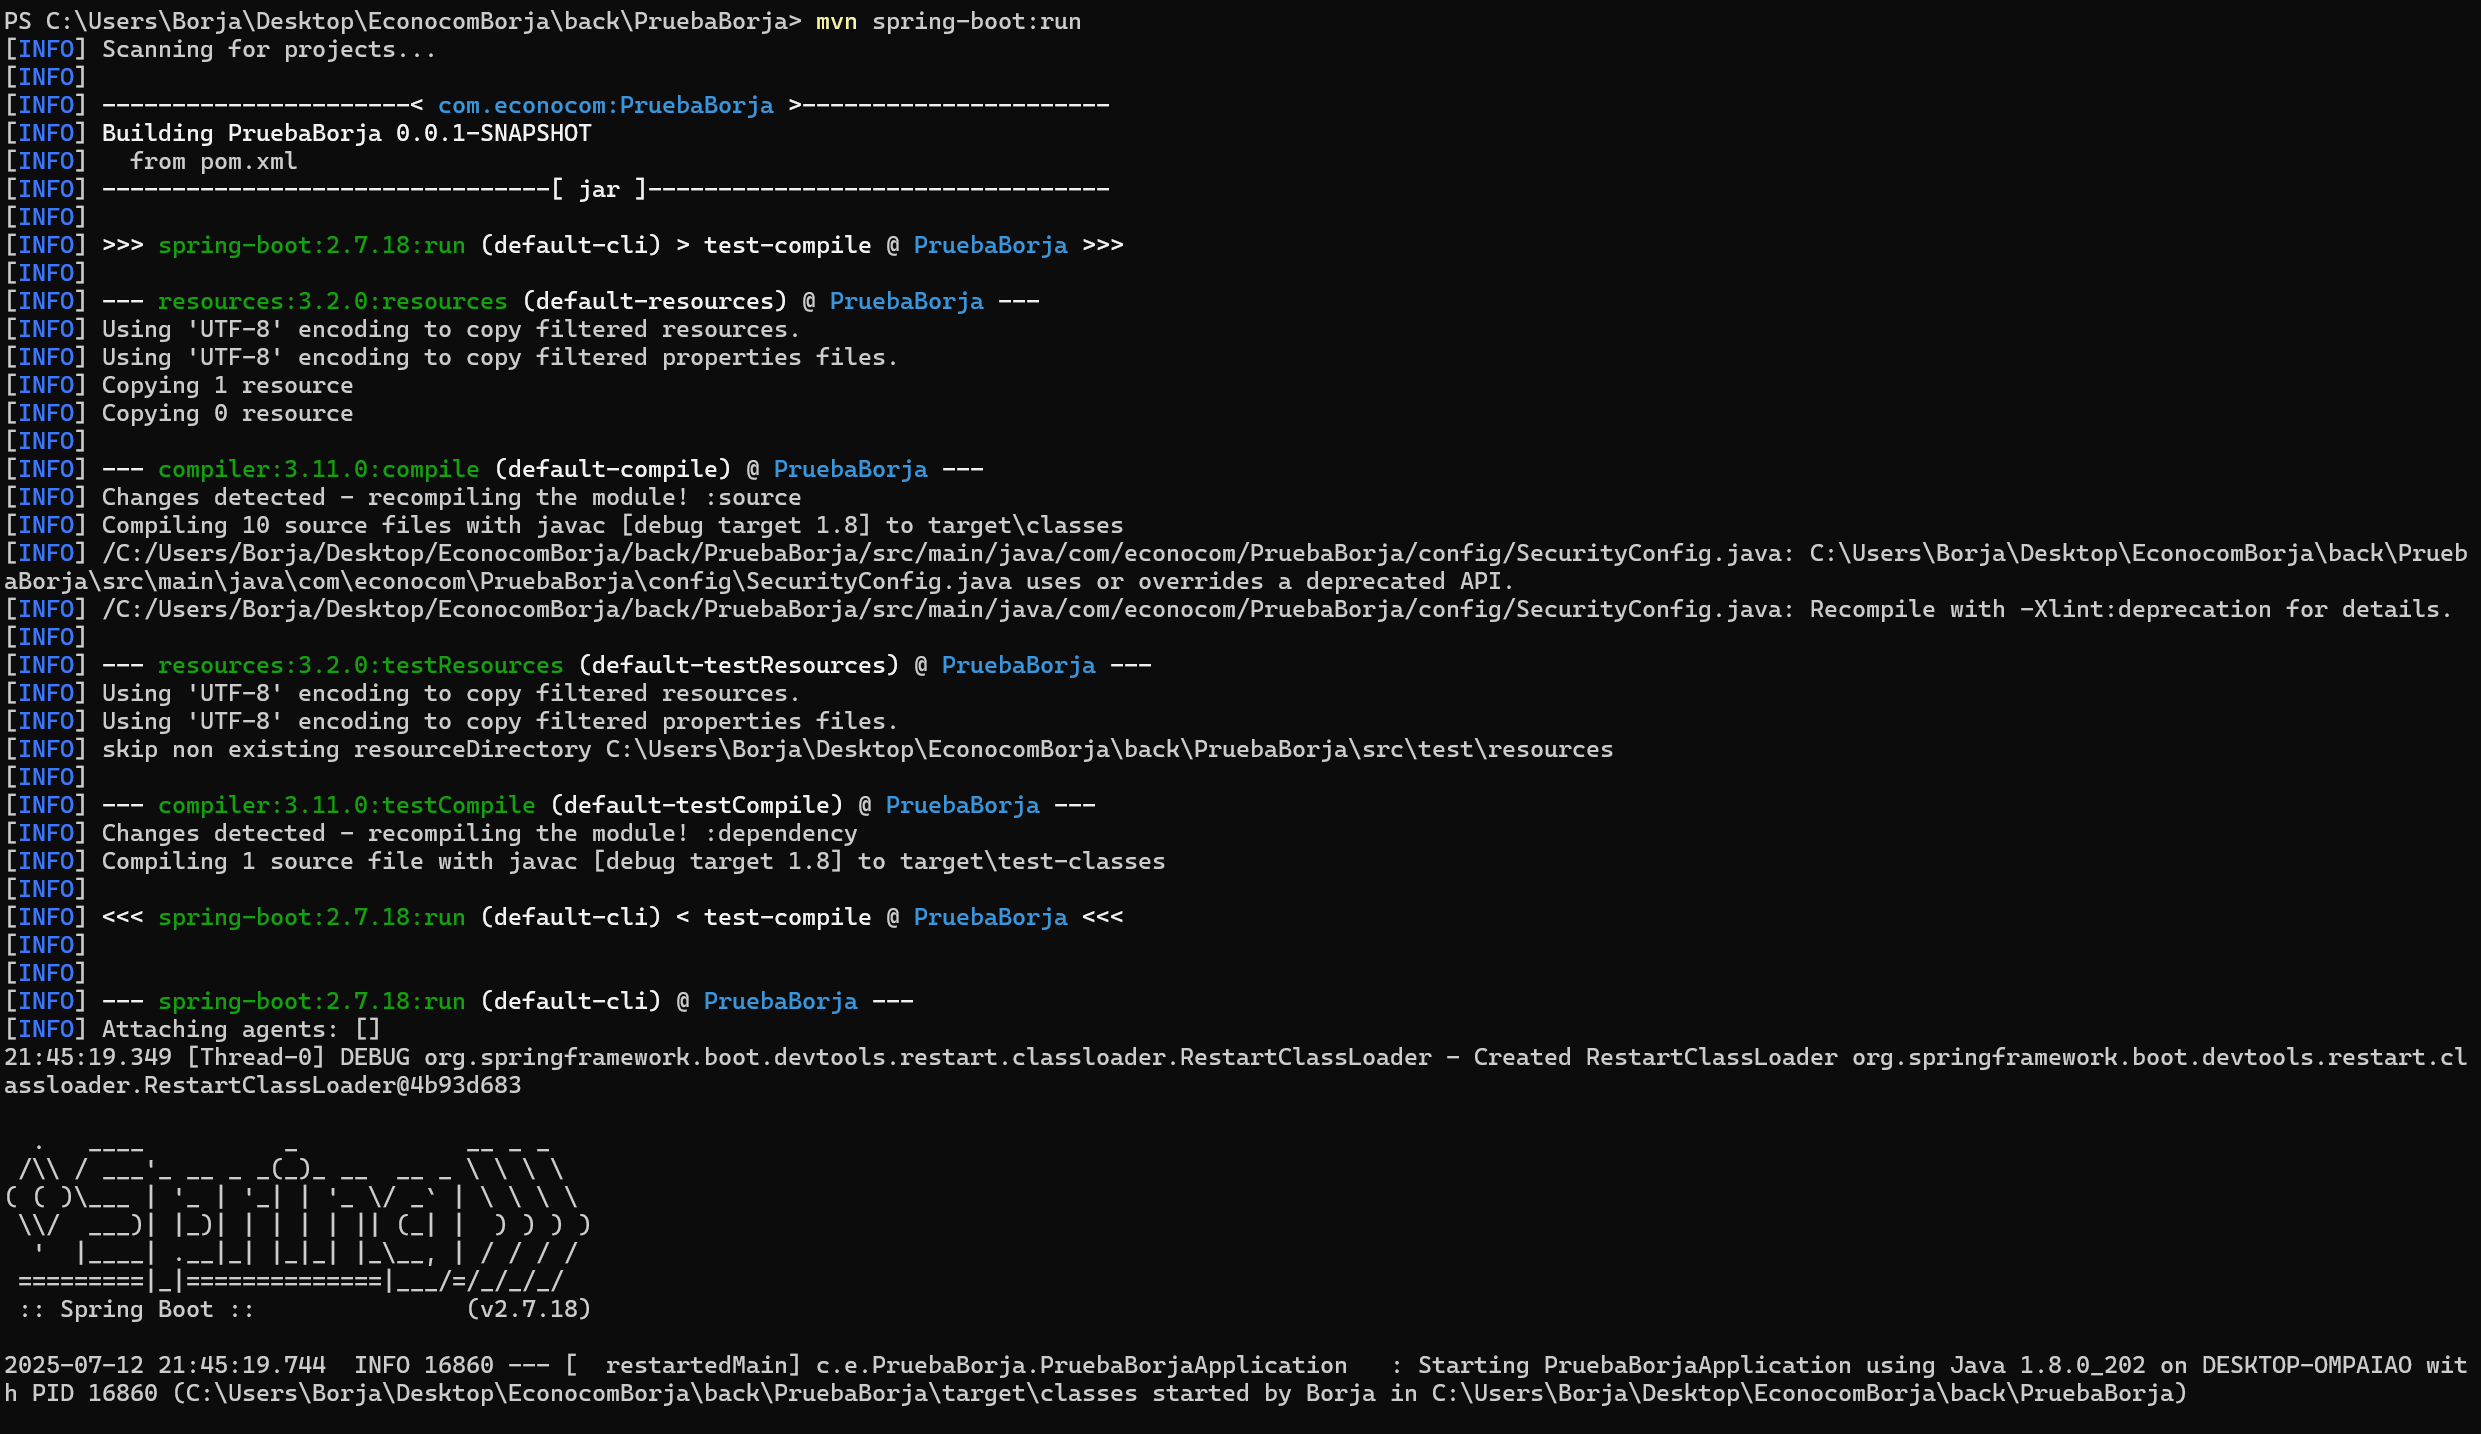 PS C:\Users\Borja\Desktop\EconocomBorja\back\PruebaBorja> mvn spring-boot:run
[INFO] Scanning for projects...
[INFO]
[INFO] ----------------------< com.econocom:PruebaBorja >----------------------
[INFO] Building PruebaBorja 0.0.1-SNAPSHOT
[INFO]   from pom.xml
[INFO] --------------------------------[ jar ]---------------------------------
[INFO]
[INFO] >>> spring-boot:2.7.18:run (default-cli) > test-compile @ PruebaBorja >>>
[INFO]
[INFO] --- resources:3.2.0:resources (default-resources) @ PruebaBorja ---
[INFO] Using 'UTF-8' encoding to copy filtered resources.
[INFO] Using 'UTF-8' encoding to copy filtered properties files.
[INFO] Copying 1 resource
[INFO] Copying 0 resource
[INFO]
[INFO] --- compiler:3.11.0:compile (default-compile) @ PruebaBorja ---
[INFO] Changes detected - recompiling the module! :source
[INFO] Compiling 10 source files with javac [debug target 1.8] to target\classes
[INFO] /C:/Users/Borja/Desktop/EconocomBorja/back/PruebaBorja/src/main/java/com/econocom/PruebaBorja/config/SecurityConfig.java: C:\Users\Borja\Desktop\EconocomBorja\back\Prueb
aBorja\src\main\java\com\econocom\PruebaBorja\config\SecurityConfig.java uses or overrides a deprecated API.
[INFO] /C:/Users/Borja/Desktop/EconocomBorja/back/PruebaBorja/src/main/java/com/econocom/PruebaBorja/config/SecurityConfig.java: Recompile with -Xlint:deprecation for details.
[INFO]
[INFO] --- resources:3.2.0:testResources (default-testResources) @ PruebaBorja ---
[INFO] Using 'UTF-8' encoding to copy filtered resources.
[INFO] Using 'UTF-8' encoding to copy filtered properties files.
[INFO] skip non existing resourceDirectory C:\Users\Borja\Desktop\EconocomBorja\back\PruebaBorja\src\test\resources
[INFO]
[INFO] --- compiler:3.11.0:testCompile (default-testCompile) @ PruebaBorja ---
[INFO] Changes detected - recompiling the module! :dependency
[INFO] Compiling 1 source file with javac [debug target 1.8] to target\test-classes
[INFO]
[INFO] <<< spring-boot:2.7.18:run (default-cli) < test-compile @ PruebaBorja <<<
[INFO]
[INFO]
[INFO] --- spring-boot:2.7.18:run (default-cli) @ PruebaBorja ---
[INFO] Attaching agents: []
21:45:19.349 [Thread-0] DEBUG org.springframework.boot.devtools.restart.classloader.RestartClassLoader - Created RestartClassLoader org.springframework.boot.devtools.restart.cl
assloader.RestartClassLoader@4b93d683

  .   ____          _            __ _ _
 /\\ / ___'_ __ _ _(_)_ __  __ _ \ \ \ \
( ( )\___ | '_ | '_| | '_ \/ _` | \ \ \ \
 \\/  ___)| |_)| | | | | || (_| |  ) ) ) )
  '  |____| .__|_| |_|_| |_\__, | / / / /
 =========|_|==============|___/=/_/_/_/
 :: Spring Boot ::               (v2.7.18)

2025-07-12 21:45:19.744  INFO 16860 --- [  restartedMain] c.e.PruebaBorja.PruebaBorjaApplication   : Starting PruebaBorjaApplication using Java 1.8.0_202 on DESKTOP-OMPAIAO wit
h PID 16860 (C:\Users\Borja\Desktop\EconocomBorja\back\PruebaBorja\target\classes started by Borja in C:\Users\Borja\Desktop\EconocomBorja\back\PruebaBorja)